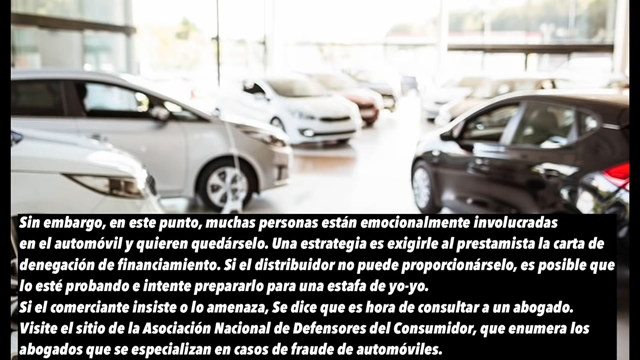 Sin embargo, en este punto, muchas personas están emocionalmente involucradas
en el automóvil y quieren quedárselo. Una estrategia es exigirle al prestamista la carta de
denegación de financiamiento. Si el distribuidor no puede proporcionárselo, es posible que
lo esté probando e intente prepararlo para una estafa de yo-yo.
Si el comerciante insiste o lo amenaza, Se dice que es hora de consultar a un abogado.
Visite el sitio de la Asociación Nacional de Defensores del Consumidor, que enumera los
abogados que se especializan en casos de fraude de automóviles.